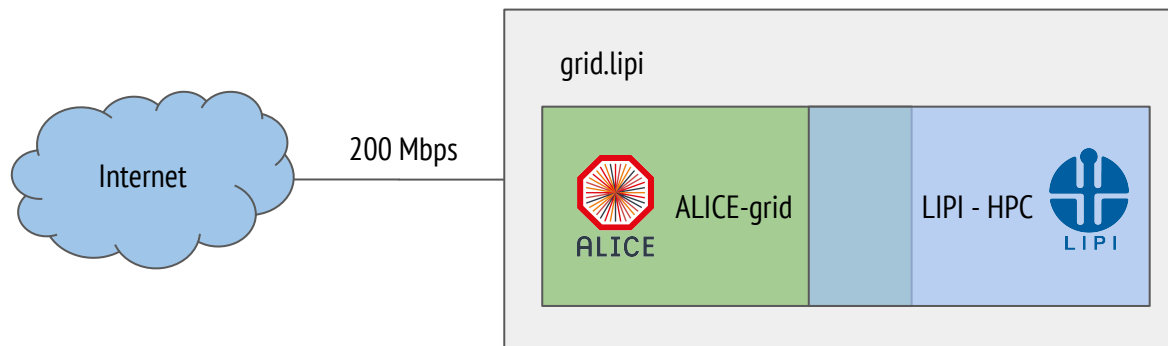 grid.lipi
200 Mbps
Internet
ALICE
ALICE-grid
LIPI - HPC
LIPI